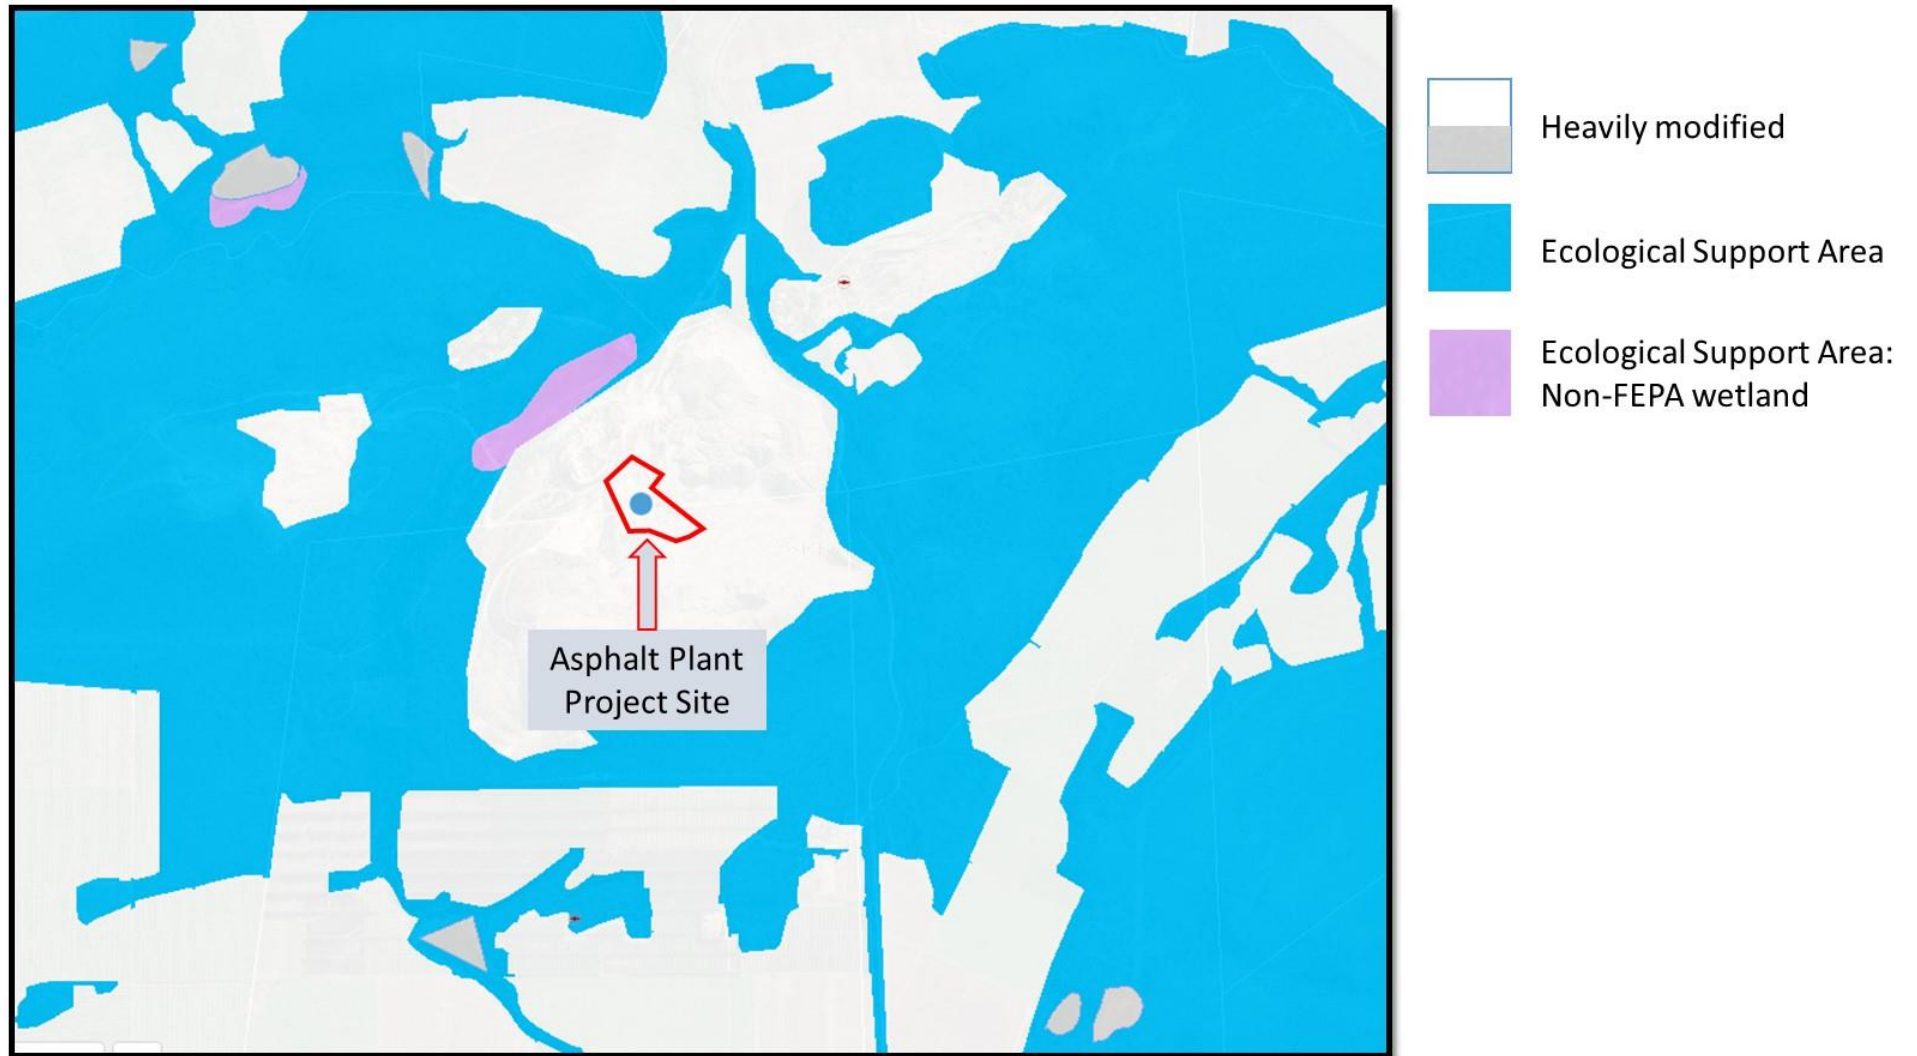 Heavily modified
Ecological Support Area
Ecological Support Area:
Non-FEPA wetland
Asphalt Plant
Project Site